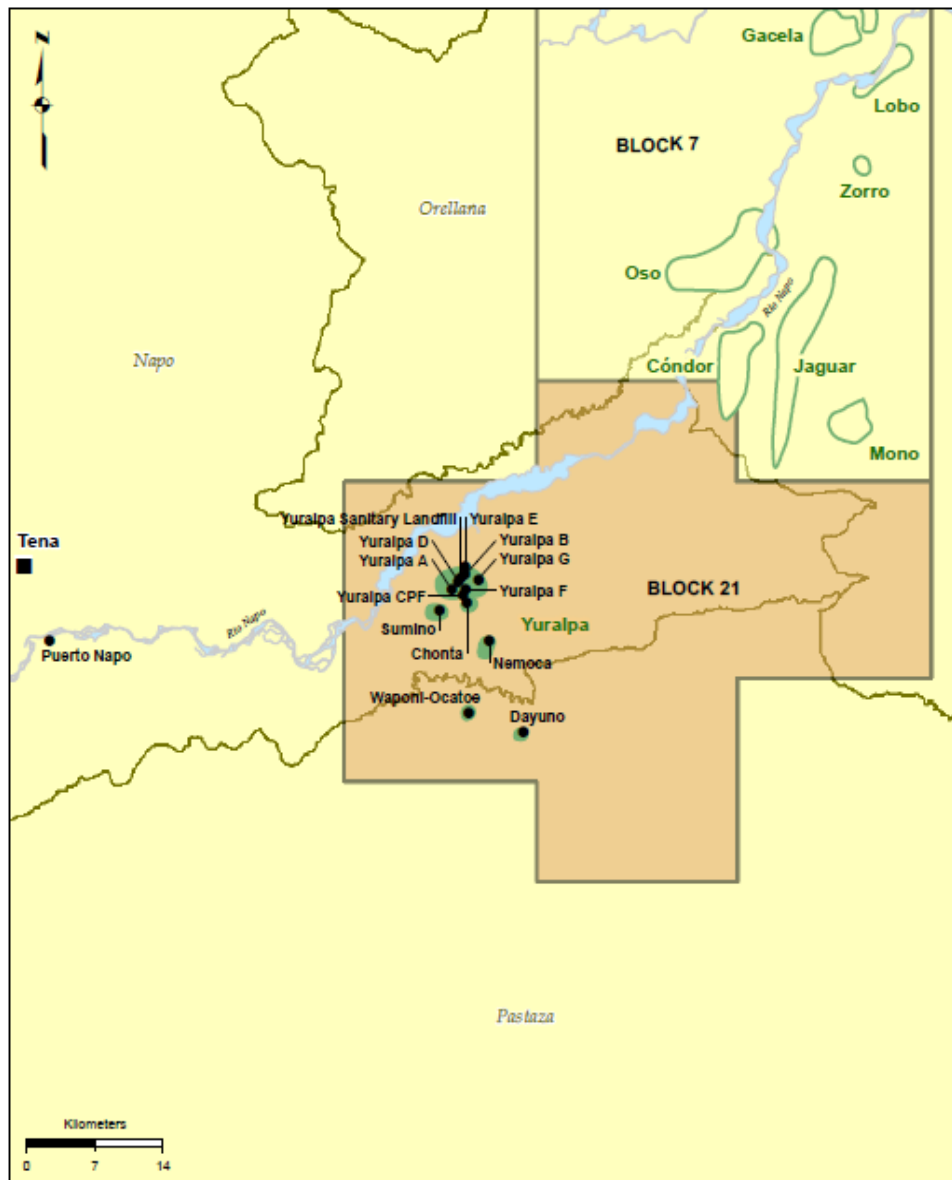 Gacela
Z
Lobo
BLOCK 7
Zorro
Orellana
Oso
Río Napo
Napo
Cóndor
Jaguar
Mono
Yuralpa Sanitary Landfill
Yuralpa E
Tena
Yuralpa D
Yuralpa B
Yuralpa A
Yuralpa G
BLOCK 21
Yuralpa CPF
Yuralpa F
Río Napo
Sumino
Yuralpa
Puerto Napo
Chonta
Nemoca
Waponi-Ocatoe
Dayuno
Pastaza
Kilometers
0 7 14